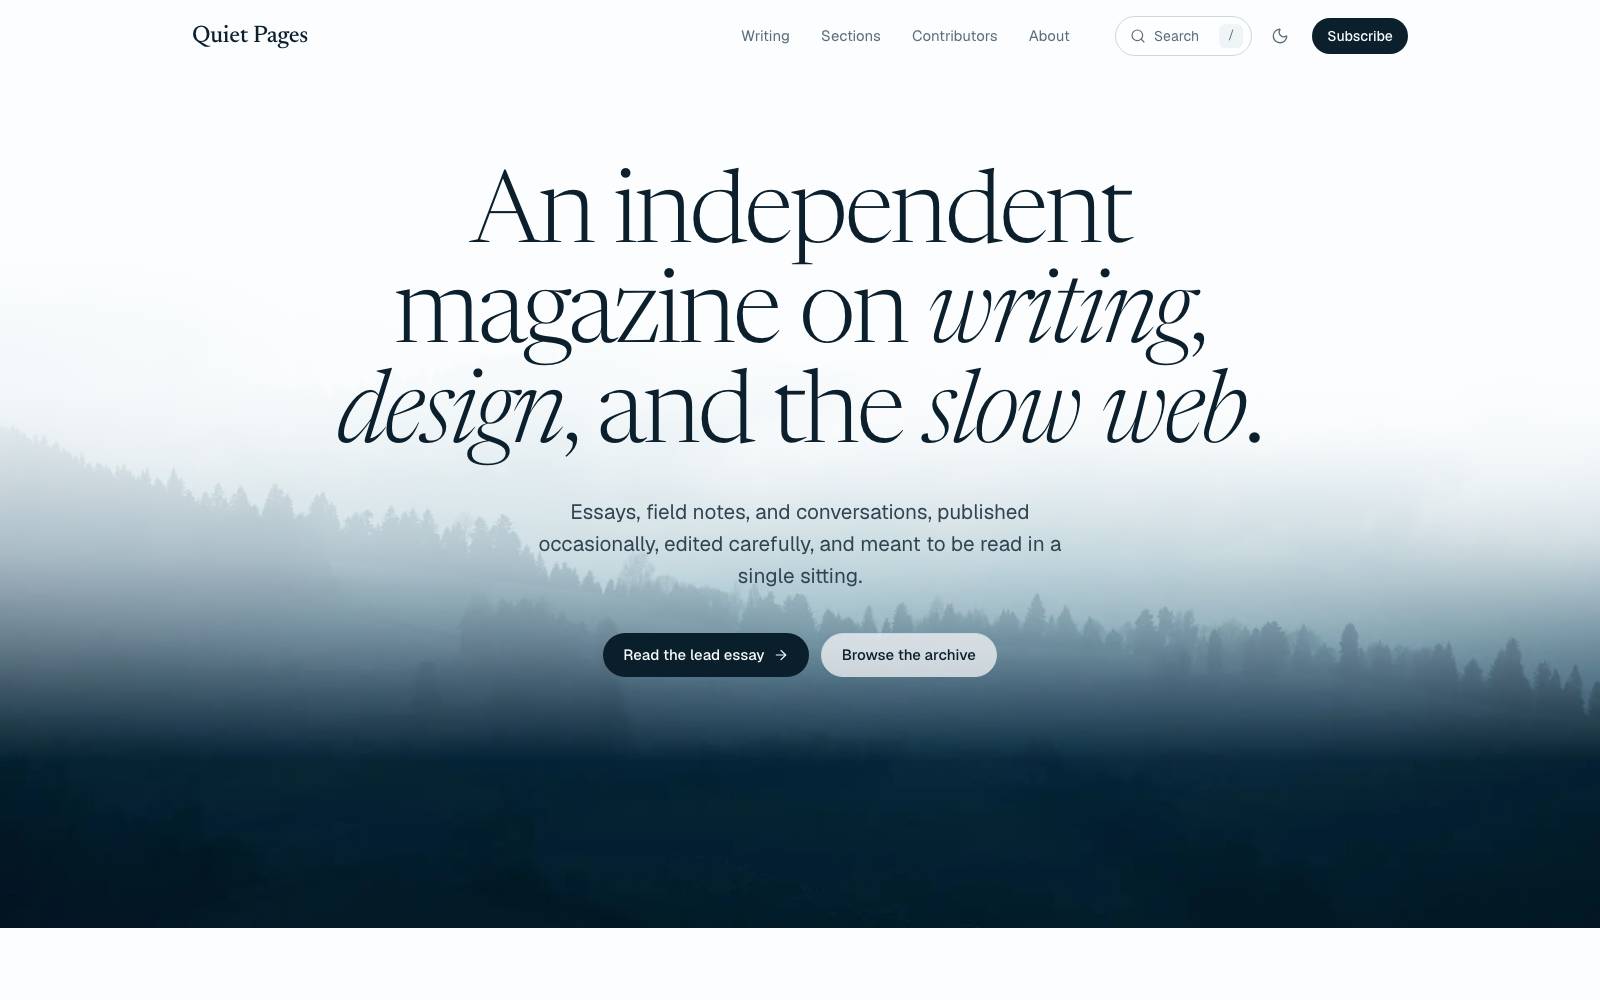 Quiet Pages
Writing
Sections
Contributors
About
Search
/
Subscribe
An independent
magazine on writing,
design, and the slow web.
Essays, field notes, and conversations, published
occasionally, edited carefully, and meant to be read in a
single sitting.
Read the lead essay →
Browse the archive